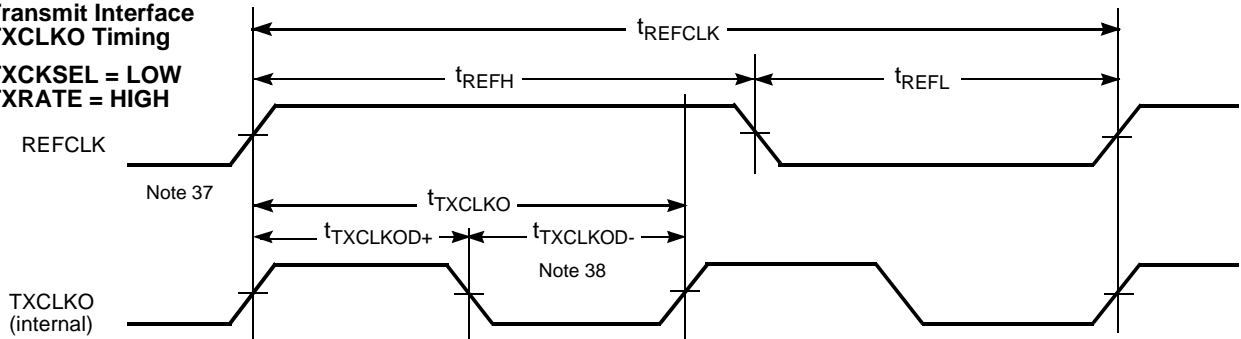 Transmit Interface
TXCLKO Timing
TXCKSEL = LOW
TXRATE = HIGH
tREFCLK
tREFH
tREFL
REFCLK
Note 37
tTXCLKO
tTXCLKOD+
tTXCLKOD-
Note 38
TXCLKO
(internal)